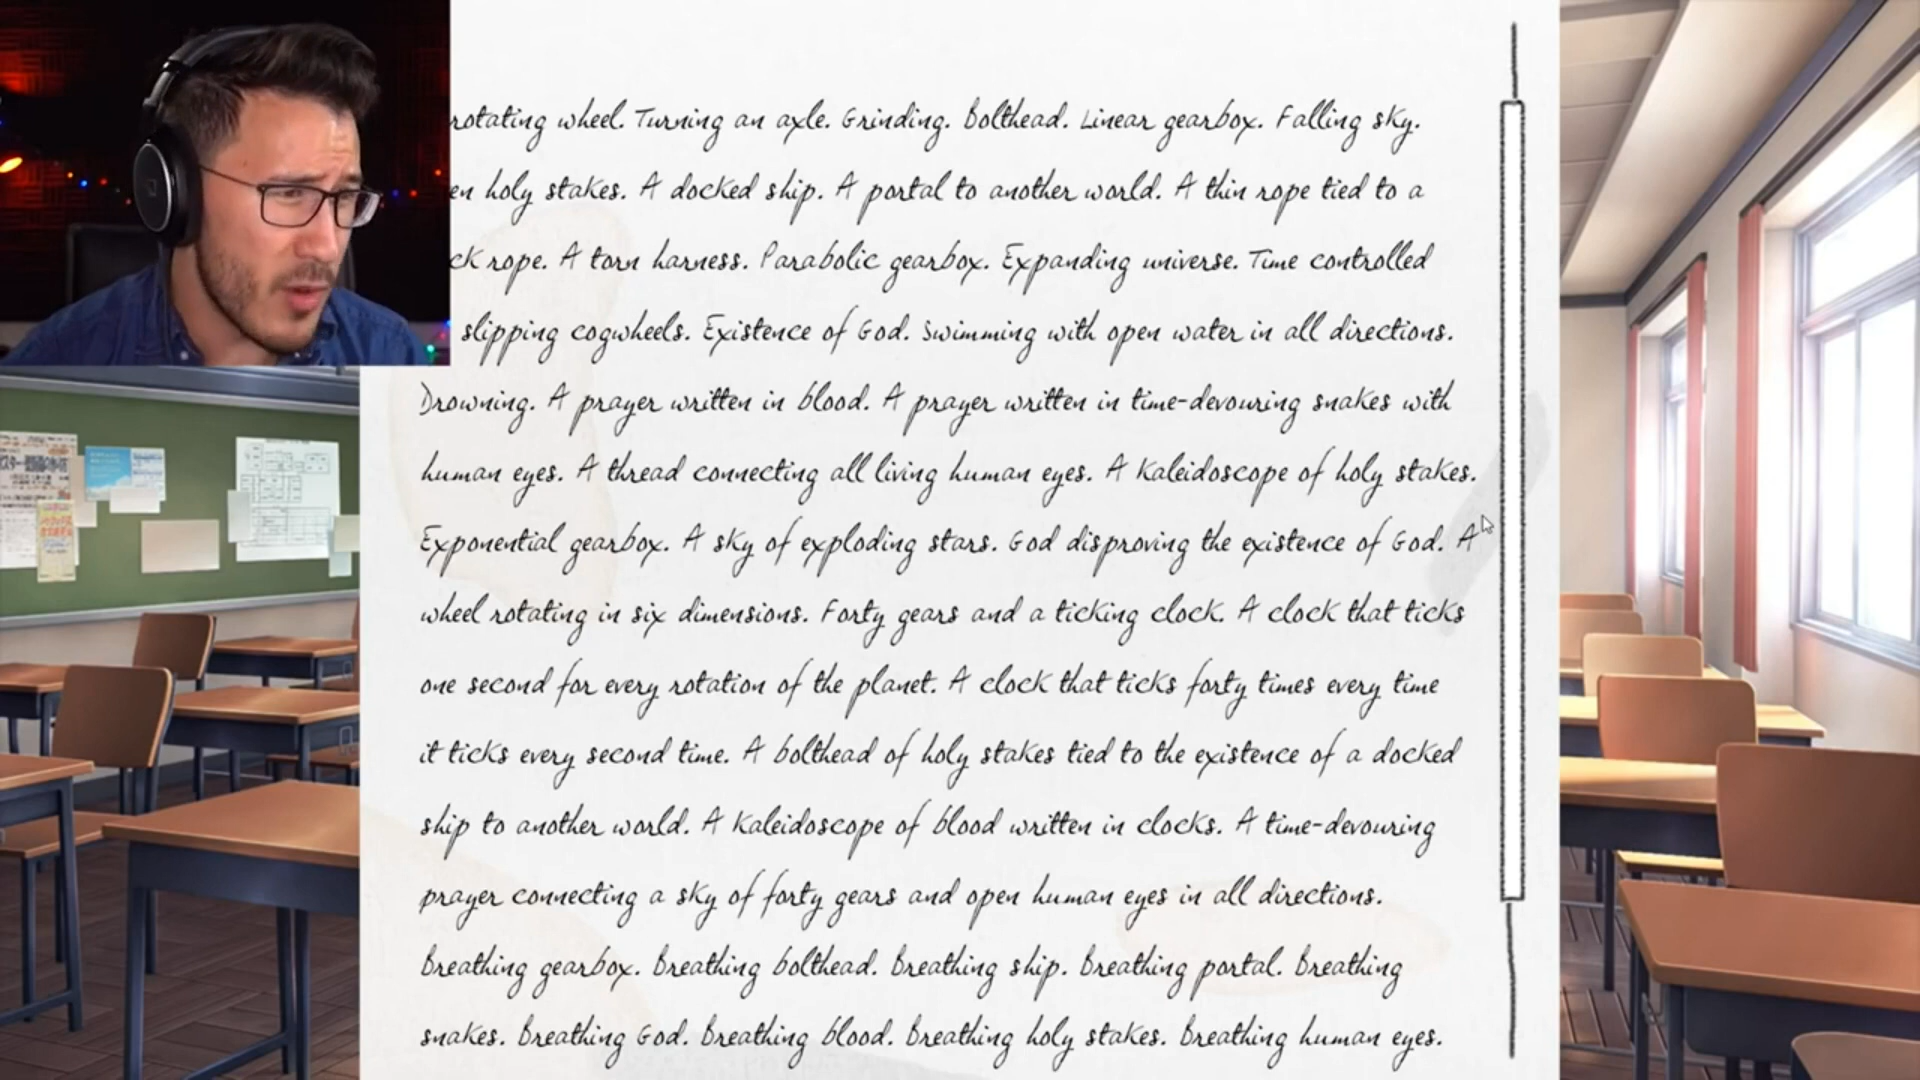 rotating wheel. Turning an axle. Grinding. Bolthead. Linear gearbox. Falling sky.
holy stakes. A docked ship. A portal to another world. A thin rope tied to a
rope. A torn harness. Parabolic gearbox. Expanding universe. Time controlled
slipping cogwheels. Existence of God. Swimming with open water in all directions.
Drowning. A prayer written in blood. A prayer written in time-devouring snakes with
human eyes. A thread connecting all living human eyes. A kaleidoscope of holy stakes.
Exponential gearbox. A sky of exploding stars. God disproving the existence of God. A
wheel rotating in six dimensions. Forty gears and a ticking clock. A clock that ticks
one second for every rotation of the planet. A clock that ticks forty times every time
it ticks every second time. A bolthead of holy stakes tied to the existence of a docked
ship to another world. A kaleidoscope of blood written in clocks. A time-devouring
prayer connecting a sky of forty gears and open human eyes in all directions.
Breathing gearbox. Breathing bolthead. Breathing ship. Breathing portal. Breathing
snakes. Breathing God. Breathing blood. Breathing holy stakes. Breathing human eyes.